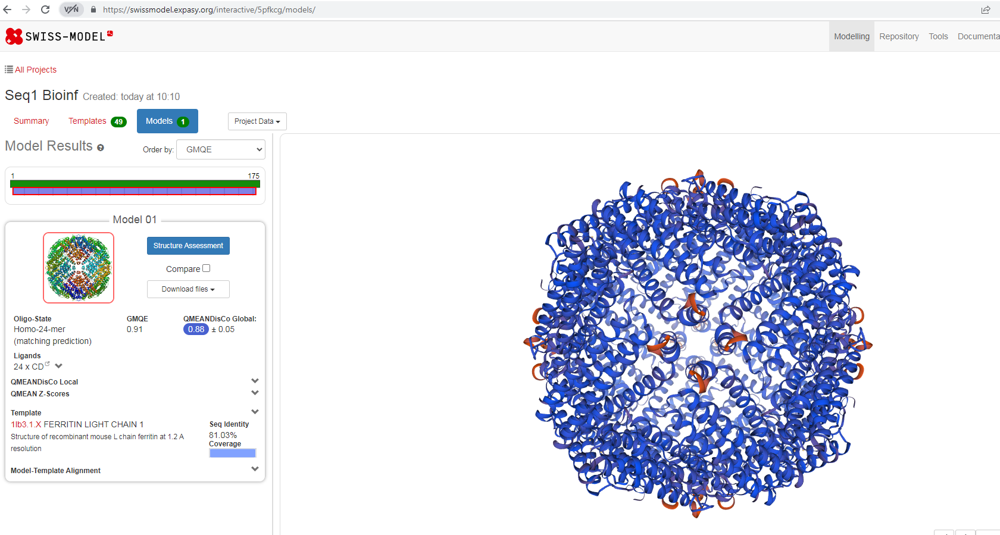 https://swissmodel.expasy.org/interactive/5pfkcg/models/
SWISS-MODEL
Modelling Repository Tools Documenta
All Projects
Seq1 Bioinf Created: today at 10:10
Summary Templates 49 Models 1 Project Data
Model Results Order by: GMQE
1 175
Model 01
Structure Assessment
Compare
Download files
Oligo-State GMQE QMEANDisCo Global:
Homo-24-mer 0.91 0.88 ± 0.05
(matching prediction)
Ligands
24 x CD
QMEANDisCo Local
QMEAN Z-Scores
Template
1lb3.1.X FERRITIN LIGHT CHAIN 1 Seq Identity
Structure of recombinant mouse L chain ferritin at 1.2 A 81.03%
resolution Coverage
Model-Template Alignment